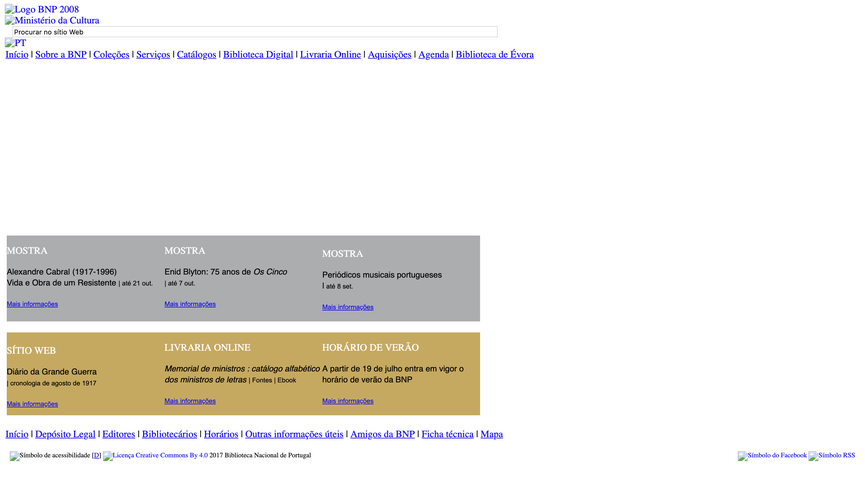 Logo BNP 2008
Ministério da Cultura
Procurar no sítio Web
PT
Início | Sobre a BNP | Coleções | Serviços | Catálogos | Biblioteca Digital | Livraria Online | Aquisições | Agenda | Biblioteca de Évora
MOSTRA
Alexandre Cabral (1917-1996)
Vida e Obra de um Resistente | até 21 out.
Mais informações
MOSTRA
Enid Blyton: 75 anos de Os Cinco
| até 7 out.
Mais informações
MOSTRA
Periódicos musicais portugueses
| até 8 set.
Mais informações
SÍTIO WEB
Diário da Grande Guerra
| cronologia de agosto de 1917
Mais informações
LIVRARIA ONLINE
Memorial de ministros : catálogo alfabético
dos ministros de letras | Fontes | Ebook
Mais informações
HORÁRIO DE VERÃO
A partir de 19 de julho entra em vigor o
horário de verão da BNP
Mais informações
Início | Depósito Legal | Editores | Bibliotecários | Horários | Outras informações úteis | Amigos da BNP | Ficha técnica | Mapa
Símbolo de acessibilidade [D] Licença Creative Commons By 4.0 2017 Biblioteca Nacional de Portugal
Símbolo do Facebook Símbolo RSS